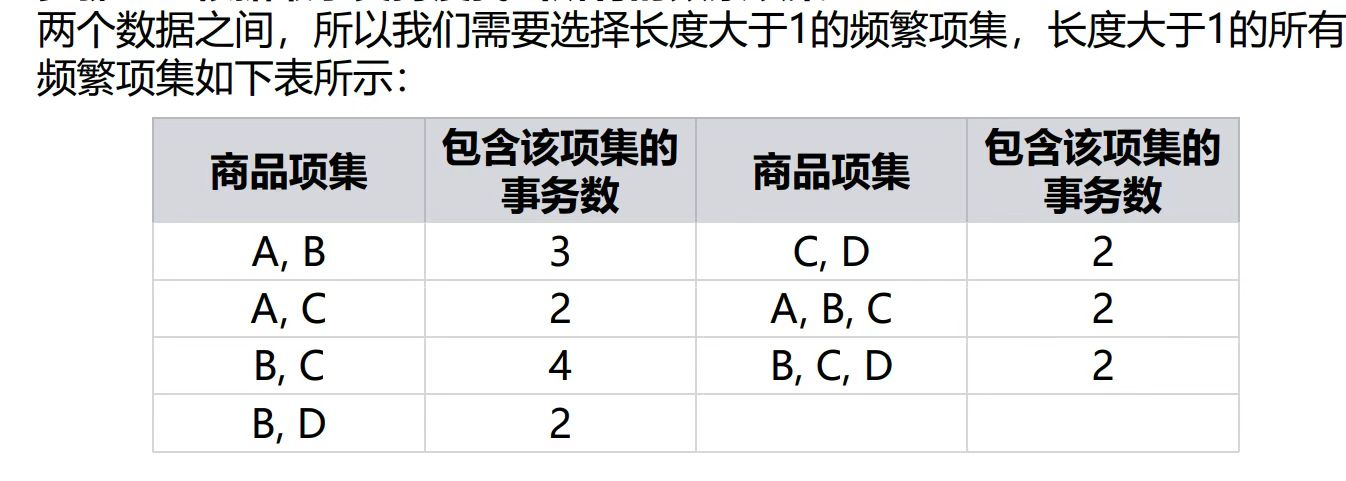 两个数据之间，所以我们需要选择长度大于1的频繁项集，长度大于1的所有
频繁项集如下表所示：
商品项集 包含该项集的事务数 商品项集 包含该项集的事务数
A, B 3 C, D 2
A, C 2 A, B, C 2
B, C 4 B, C, D 2
B, D 2